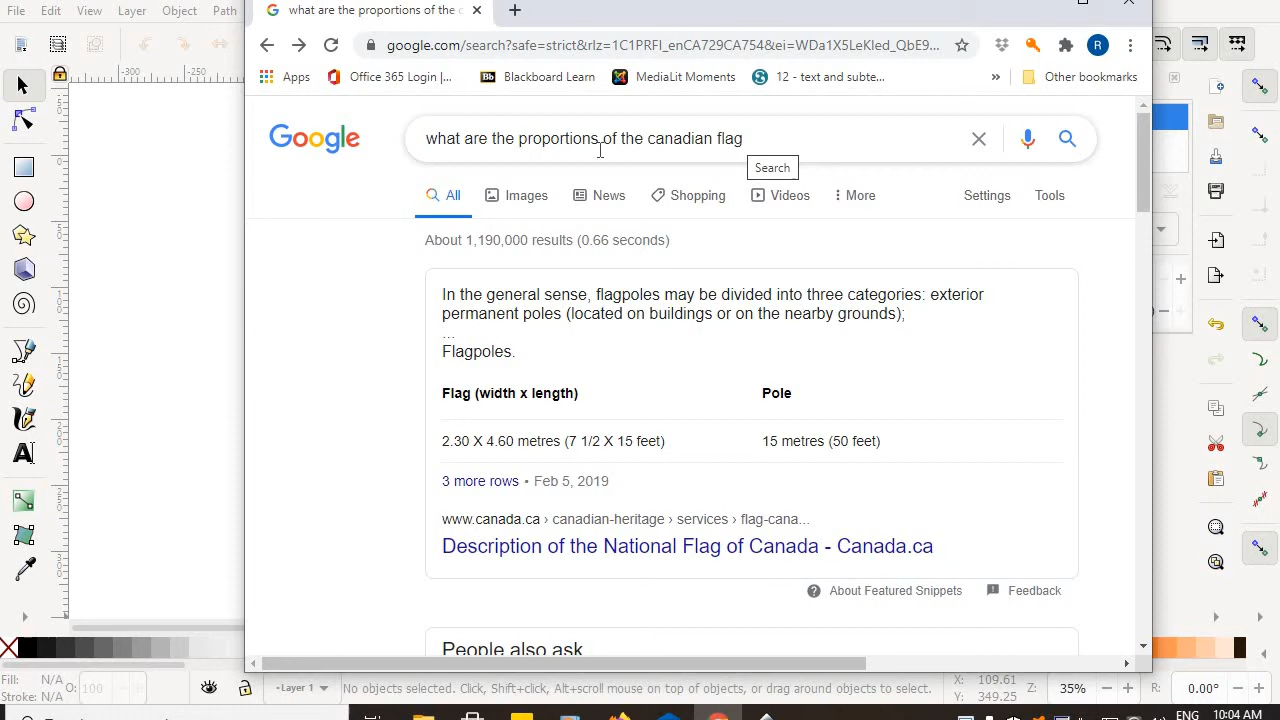 File Edit View Layer Object Path
what are the proportions of the c
google.com/search?safe=strict&rlz=1C1PRFI_enCA729CA754&ei=WDa1X5LeKled_QbE9...
R
Apps Office 365 Login |... Bb Blackboard Learn MediaLit Moments 12 - text and subte... » Other bookmarks
-300 -250
Google
what are the proportions of the canadian flag
Search
All Images News Shopping Videos More Settings Tools
About 1,190,000 results (0.66 seconds)
In the general sense, flagpoles may be divided into three categories: exterior
permanent poles (located on buildings or on the nearby grounds);
...
Flagpoles.
Flag (width x length) Pole
2.30 X 4.60 metres (7 1/2 X 15 feet) 15 metres (50 feet)
3 more rows • Feb 5, 2019
www.canada.ca › canadian-heritage › services › flag-cana...
Description of the National Flag of Canada - Canada.ca
About Featured Snippets Feedback
People also ask
Fill: N/A
Stroke: N/A
O: 100
Layer 1
No objects selected. Click, Shift+click, Alt+scroll mouse on top of objects, or drag around objects to select.
X: 109.61
Y: 349.25
Z: 35%
R: 0.00°
ENG 10:04 AM